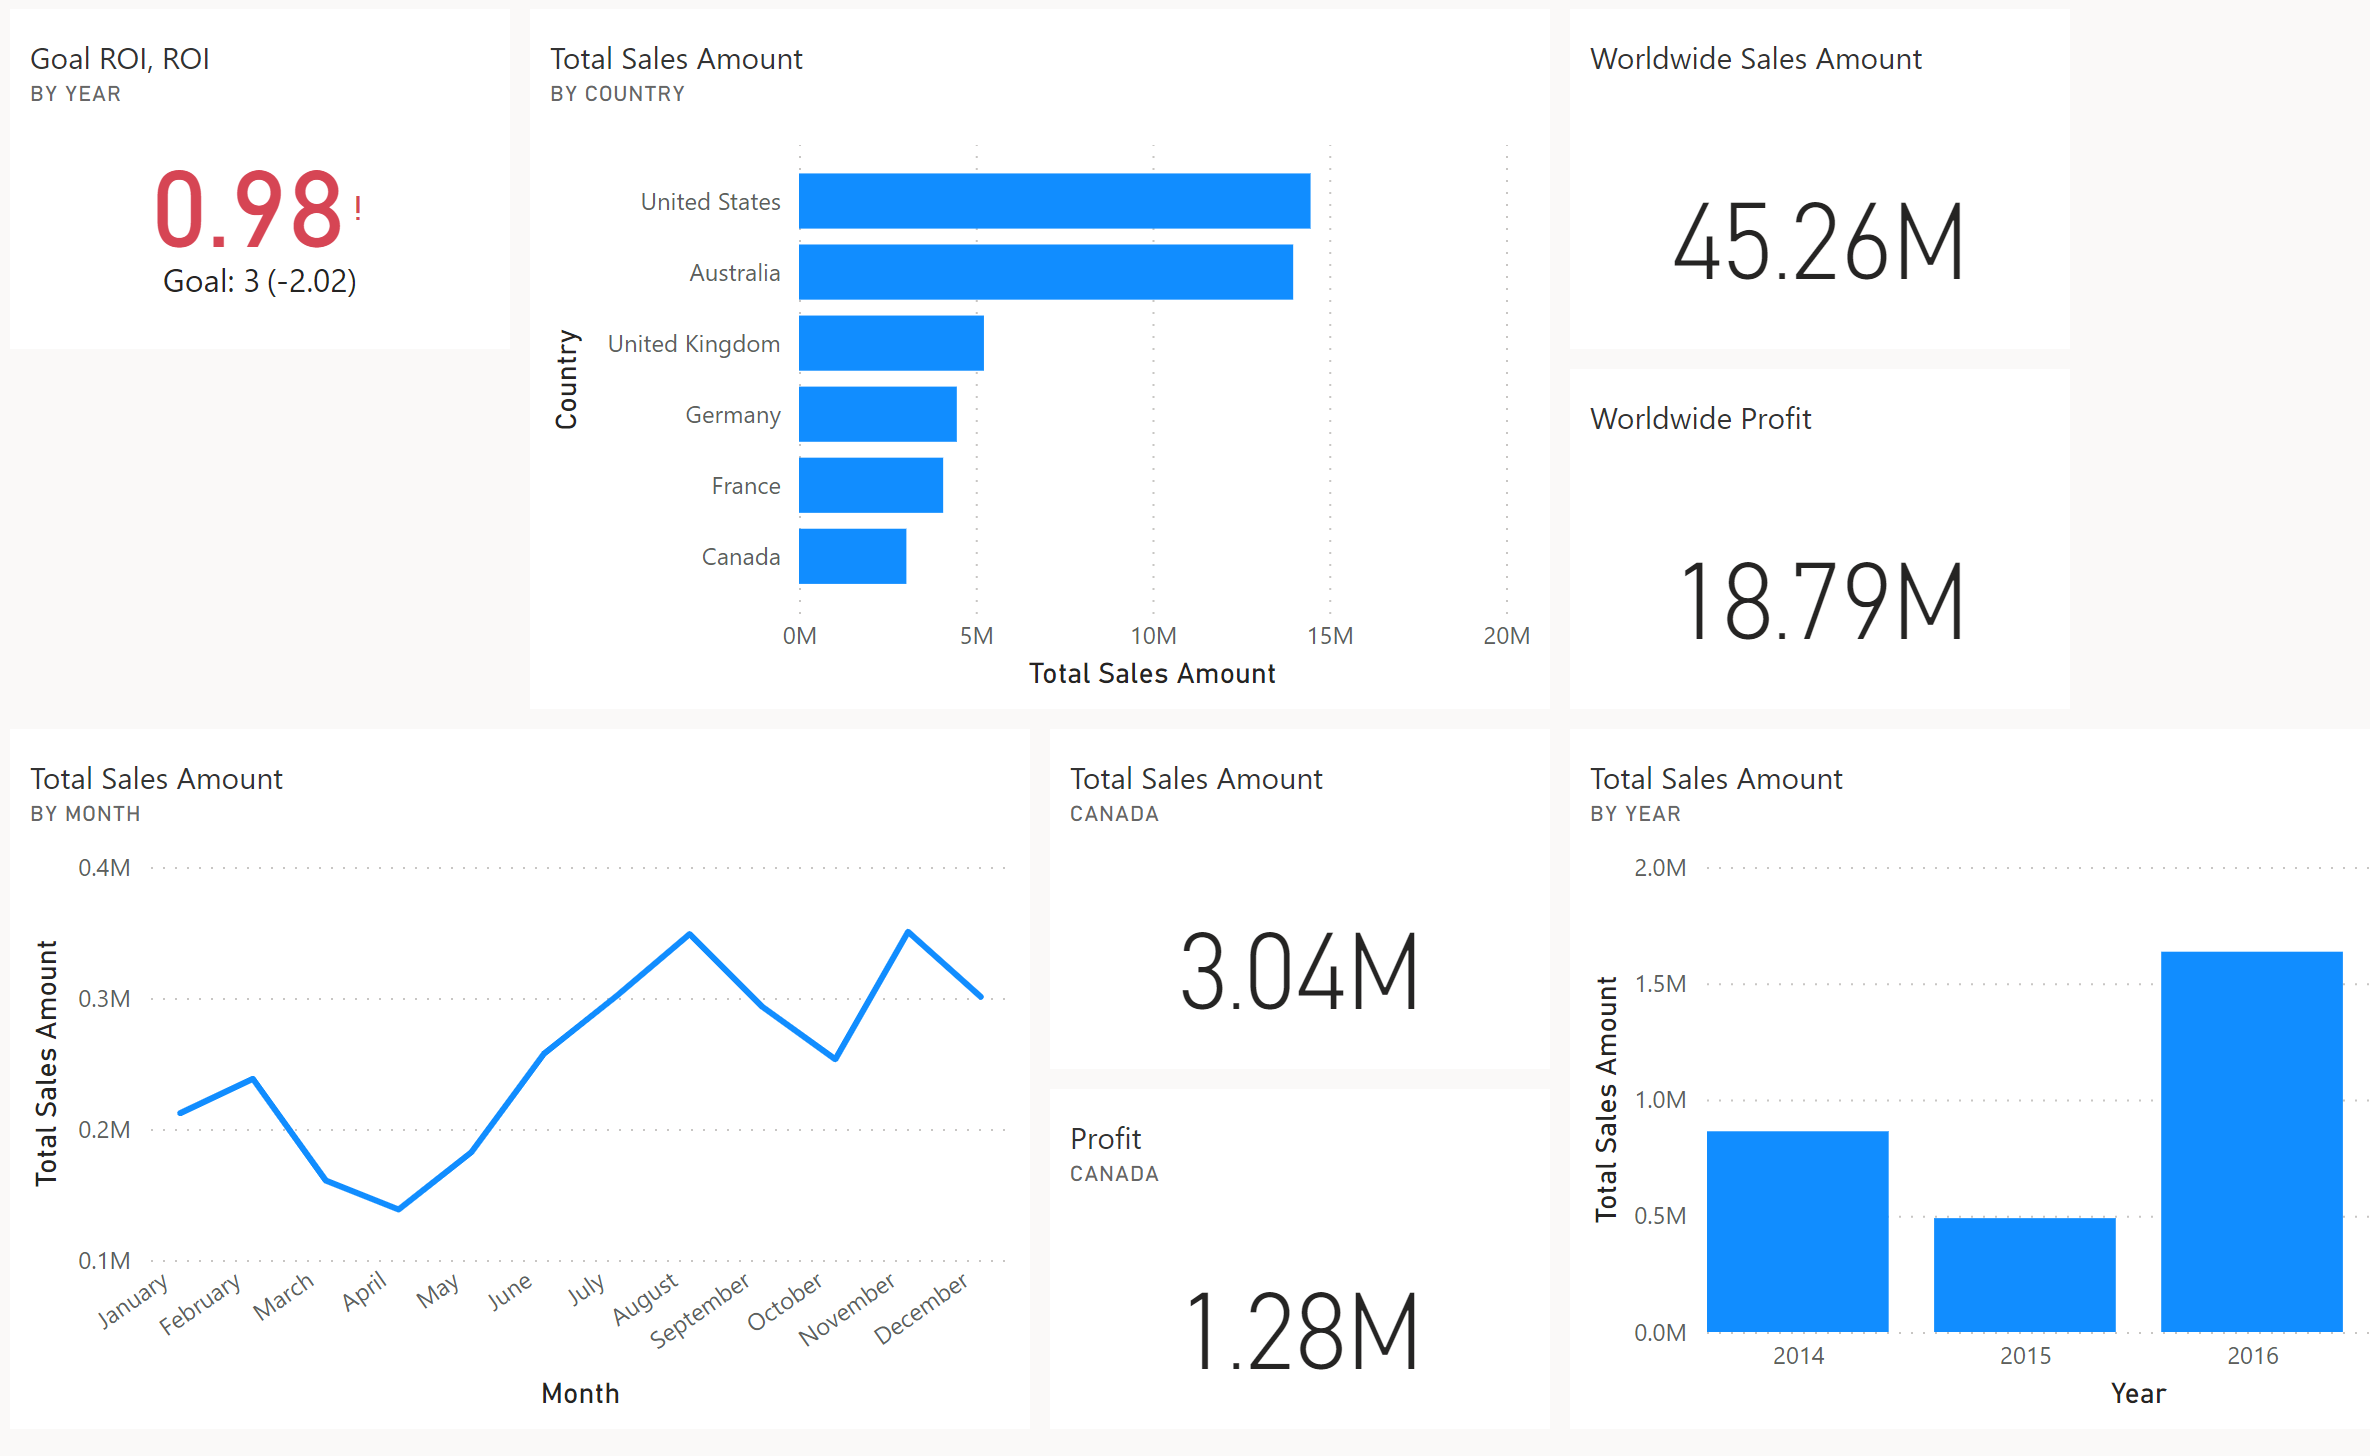 Goal ROI, ROI
BY YEAR
0.98!
Goal: 3 (-2.02)
Total Sales Amount
BY COUNTRY
Country
United States
Australia
United Kingdom
Germany
France
Canada
0M 5M 10M 15M 20M
Total Sales Amount
Worldwide Sales Amount
45.26M
Worldwide Profit
18.79M
Total Sales Amount
BY MONTH
Total Sales Amount
0.4M
0.3M
0.2M
0.1M
January February March April May June July August September October November December
Month
Total Sales Amount
CANADA
3.04M
Profit
CANADA
1.28M
Total Sales Amount
BY YEAR
Total Sales Amount
2.0M
1.5M
1.0M
0.5M
0.0M
2014 2015 2016
Year